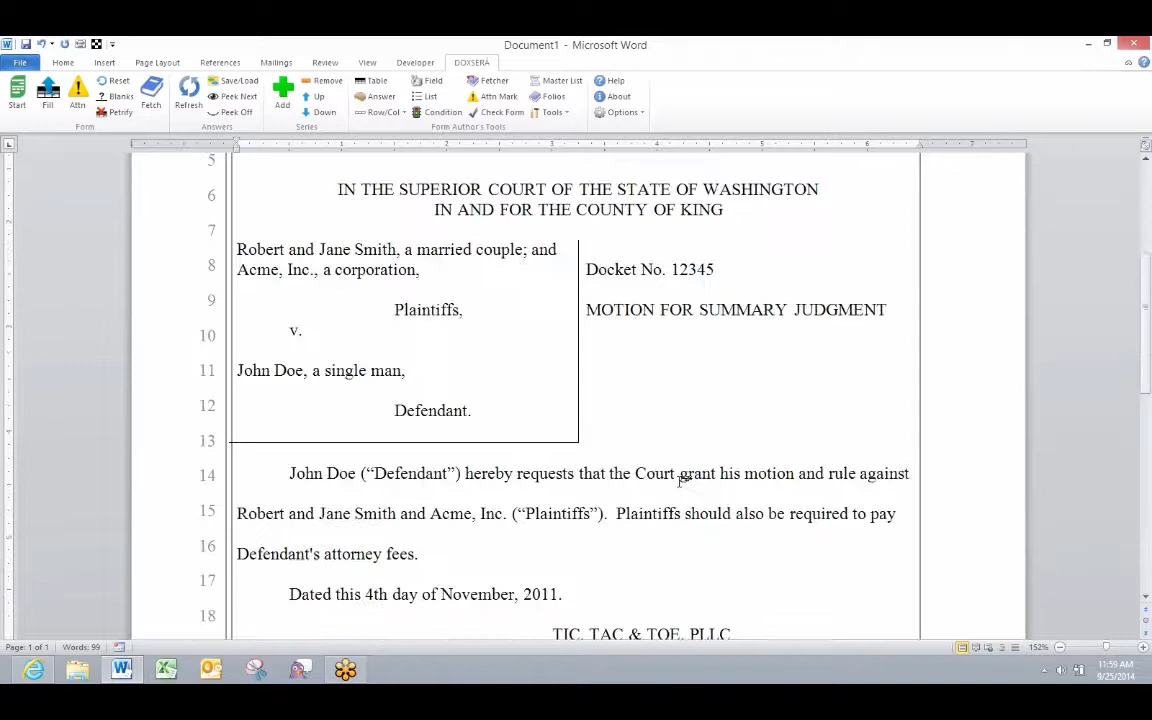 Document1 - Microsoft Word
File Home Insert Page Layout References Mailings Review View Developer DOXSERÁ
Reset Save/Load Remove Table Field Fetcher Master List Help
Blanks Peek Next Up Answer List Attn Mark Folios About
Start Fill Attn Petrify Fetch Refresh Peek Off Add Down Row/Col Condition Check Form Tools Options
Form Answers Series Form Author's Tools
1 2 3 4 5 6 7
5
6 IN THE SUPERIOR COURT OF THE STATE OF WASHINGTON
IN AND FOR THE COUNTY OF KING
7
Robert and Jane Smith, a married couple; and
8 Acme, Inc., a corporation, Docket No. 12345
9 Plaintiffs, MOTION FOR SUMMARY JUDGMENT
10 v.
11 John Doe, a single man,
12 Defendant.
13
14 John Doe (“Defendant”) hereby requests that the Court grant his motion and rule against
15 Robert and Jane Smith and Acme, Inc. (“Plaintiffs”). Plaintiffs should also be required to pay
16 Defendant's attorney fees.
17 Dated this 4th day of November, 2011.
18
TIC, TAC & TOE, PLLC
Page: 1 of 1 Words: 99 152%
11:59 AM
9/25/2014